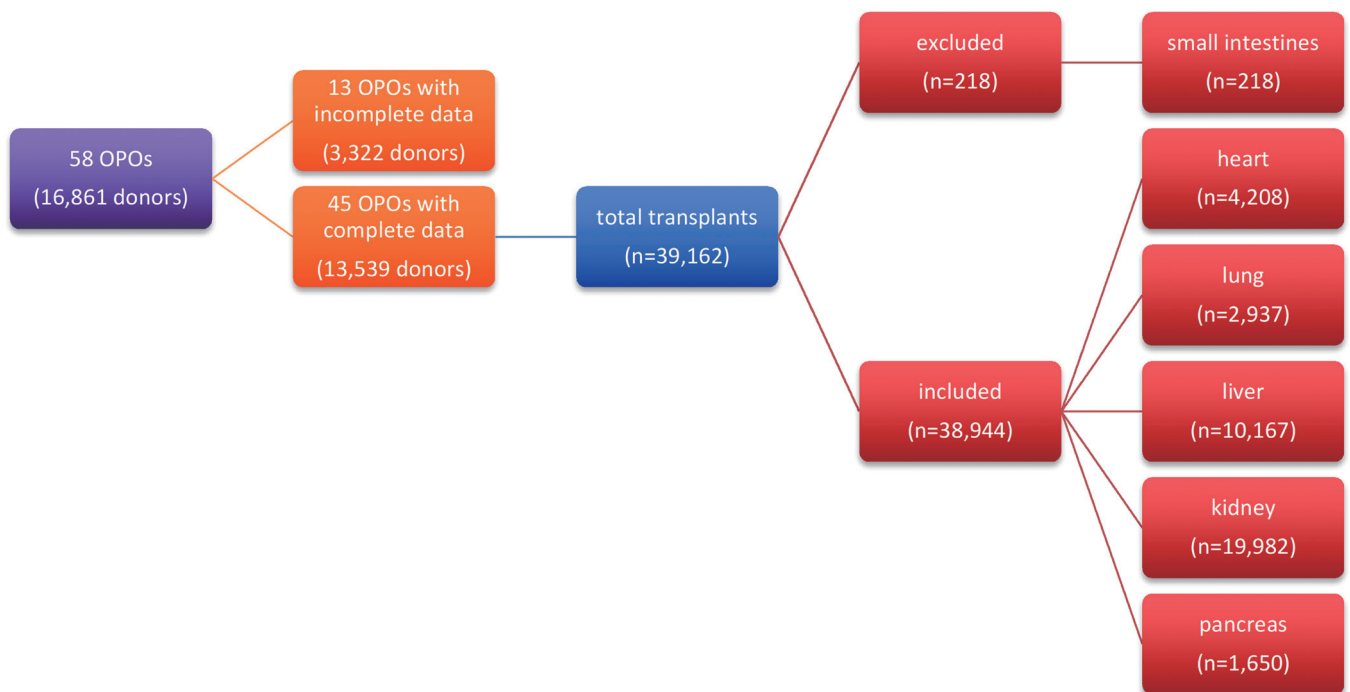 58 OPOs
(16,861 donors)
13 OPOs with
incomplete data
(3,322 donors)
45 OPOs with
complete data
(13,539 donors)
total transplants
(n=39,162)
excluded
(n=218)
small intestines
(n=218)
included
(n=38,944)
heart
(n=4,208)
lung
(n=2,937)
liver
(n=10,167)
kidney
(n=19,982)
pancreas
(n=1,650)